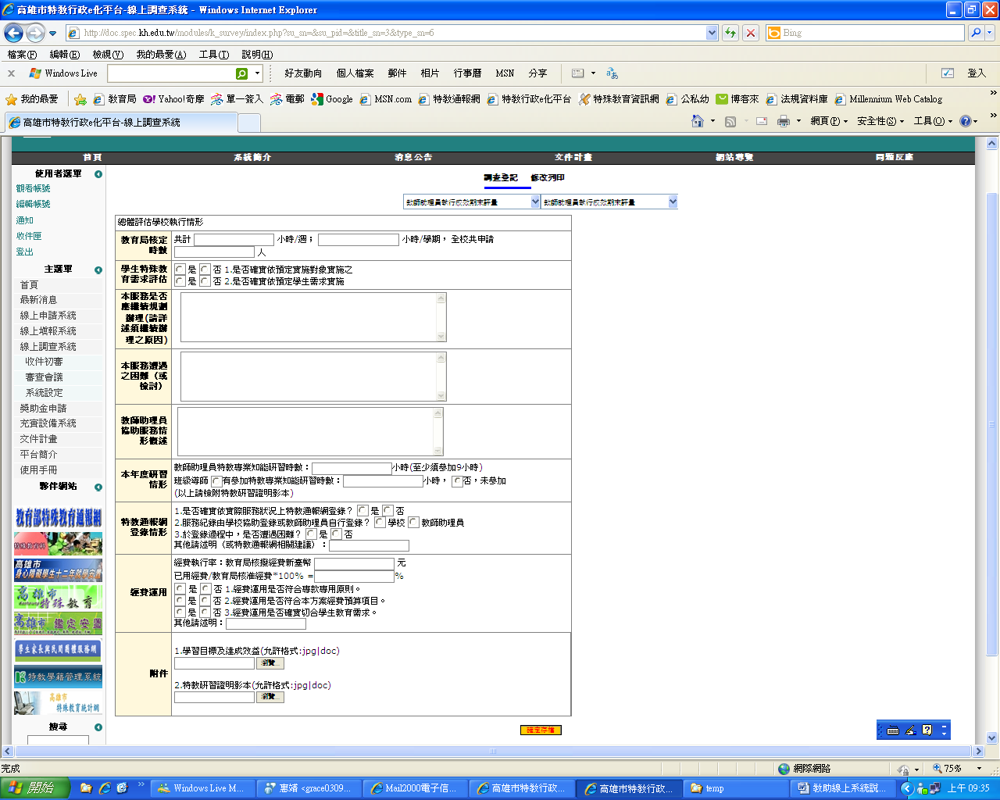 高雄市特教行政e化平台-線上調查系統 - Windows Internet Explorer
http://doc.spec.kh.edu.tw/modules/k_survey/index.php?su_sn=&su_pid=&title_sn=3&type_sn=6
Bing
檔案(F) 編輯(E) 檢視(V) 我的最愛(A) 工具(T) 說明(H)
Windows Live 好友動向 個人檔案 郵件 相片 行事曆 MSN 分享 登入
我的最愛 教育局 Yahoo!奇摩 單一簽入 電郵 Google MSN.com 特教通報網 特教行政e化平台 特殊教育資訊網 公私幼 博客來 法規資料庫 Millennium Web Catalog
高雄市特教行政e化平台-線上調查系統
網頁(P) 安全性(S) 工具(O)
首頁 系統簡介 消息公告 文件計畫 網站導覽 問題反應
使用者選單
觀看帳號
編輯帳號
通知
收件匣
登出
主選單
首頁
最新消息
線上申請系統
線上填報系統
線上調查系統
收件初審
審查會議
系統設定
獎助金申請
充實設備系統
文件計畫
平台簡介
使用手冊
夥伴網站
教育部特殊教育通報網
高雄市
身心障礙學生十二年就學安置
高雄市
特殊教育
高雄市 鑑定安置
學生家長與民間團體服務網
特教學籍管理系統
高雄市
特殊教育統計網
搜尋
調查登記 修改列印
教師助理員執行成效期末評量 教師助理員執行成效期末評量
總體評估學校執行情形
教育局核定時數
共計 小時/週； 小時/學期， 全校共申請
人
學生特殊教育需求評估
是 否 1.是否確實依預定實施對象實施之
是 否 2.是否確實依預定學生需求實施
本服務是否應繼續規劃辦理(請詳述須繼續辦理之原因)
本服務遭遇之困難（或檢討）
教師助理員協助服務情形概述
本年度研習情形
教師助理員特教專業知能研習時數： 小時(至少須參加9小時)
班級導師 有參加特教專業知能研習時數： 小時， 否，未參加
(以上請檢附特教研習證明影本)
特教通報網登錄情形
1.是否確實依實際服務狀況上特教通報網登錄？ 是 否
2.服務紀錄由學校協助登錄或教師助理員自行登錄？ 學校 教師助理員
3.於登錄過程中，是否遭遇困難？ 是 否
其他請述明（或特教通報網相關建議）：
經費運用
經費執行率：教育局核撥經費新臺幣 元
已用經費/教育局核准經費*100% = %
是 否 1.經費運用是否符合專款專用原則。
是 否 2.經費運用是否符合本方案經費預算項目。
是 否 3.經費運用是否確實切合學生教育需求。
其他請述明：
附件
1.學習目標及達成效益(允許格式:jpg|doc)
瀏覽...
2.特教研習證明影本(允許格式:jpg|doc)
瀏覽...
確定存檔
完成 網際網路 75%
開始 Windows Live M... 惠婧 <grace0309... Mail2000電子信... 高雄市特教行政... 高雄市特教行政... temp 教助線上系統說... 上午 09:35